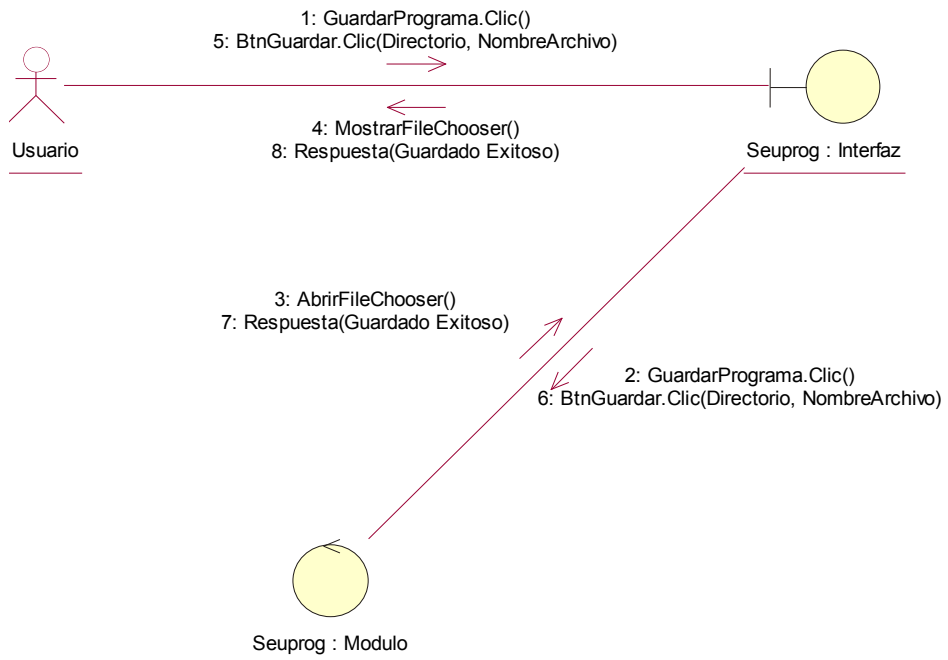 1: GuardarPrograma.Clic()
5: BtnGuardar.Clic(Directorio, NombreArchivo)
4: MostrarFileChooser()
8: Respuesta(Guardado Exitoso)
Usuario
Seuprog : Interfaz
3: AbrirFileChooser()
7: Respuesta(Guardado Exitoso)
2: GuardarPrograma.Clic()
6: BtnGuardar.Clic(Directorio, NombreArchivo)
Seuprog : Modulo